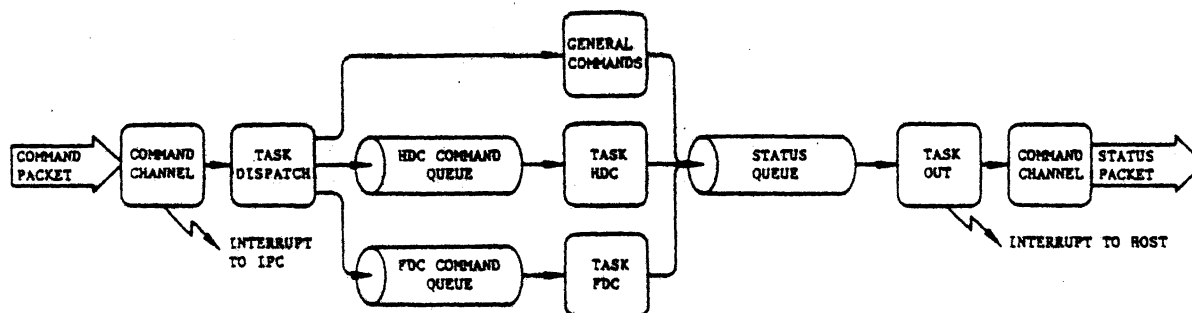 GENERAL
COMMANDS
COMMAND
PACKET
COMMAND
CHANNEL
TASK
DISPATCH
HDC COMMAND
QUEUE
TASK
HDC
STATUS
QUEUE
TASK
OUT
COMMAND
CHANNEL
STATUS
PACKET
INTERRUPT
TO IPC
INTERRUPT TO HOST
FDC COMMAND
QUEUE
TASK
FDC